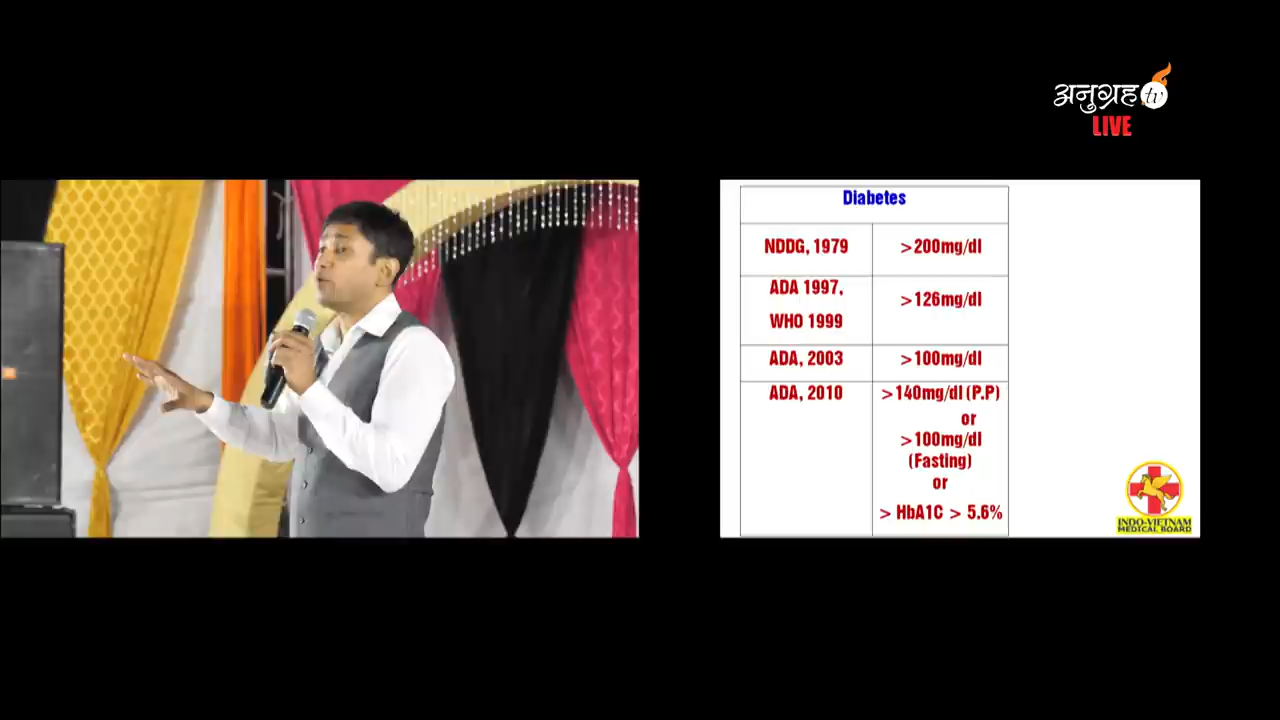 अनुग्रह tv
LIVE
Diabetes
NDDG, 1979 >200mg/dl
ADA 1997,
WHO 1999
>126mg/dl
ADA, 2003 >100mg/dl
ADA, 2010 >140mg/dl (P.P)
or
>100mg/dl
(Fasting)
or
> HbA1C > 5.6%
INDO-VIETNAM
MEDICAL BOARD